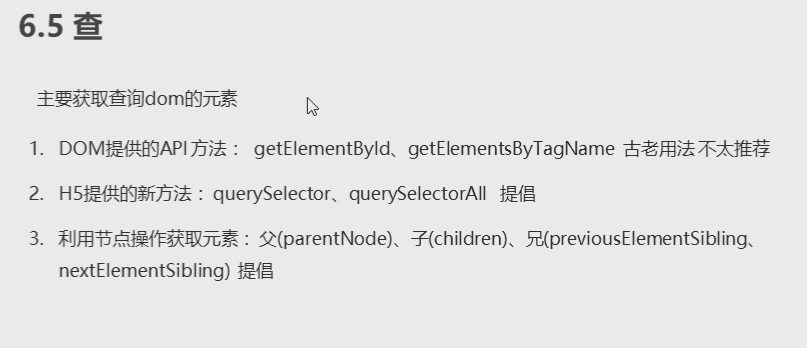 6.5 查
主要获取查询dom的元素
1. DOM提供的API 方法： getElementById、getElementsByTagName 古老用法 不太推荐
2. H5提供的新方法：querySelector、querySelectorAll 提倡
3. 利用节点操作获取元素：父(parentNode)、子(children)、兄(previousElementSibling、
nextElementSibling) 提倡